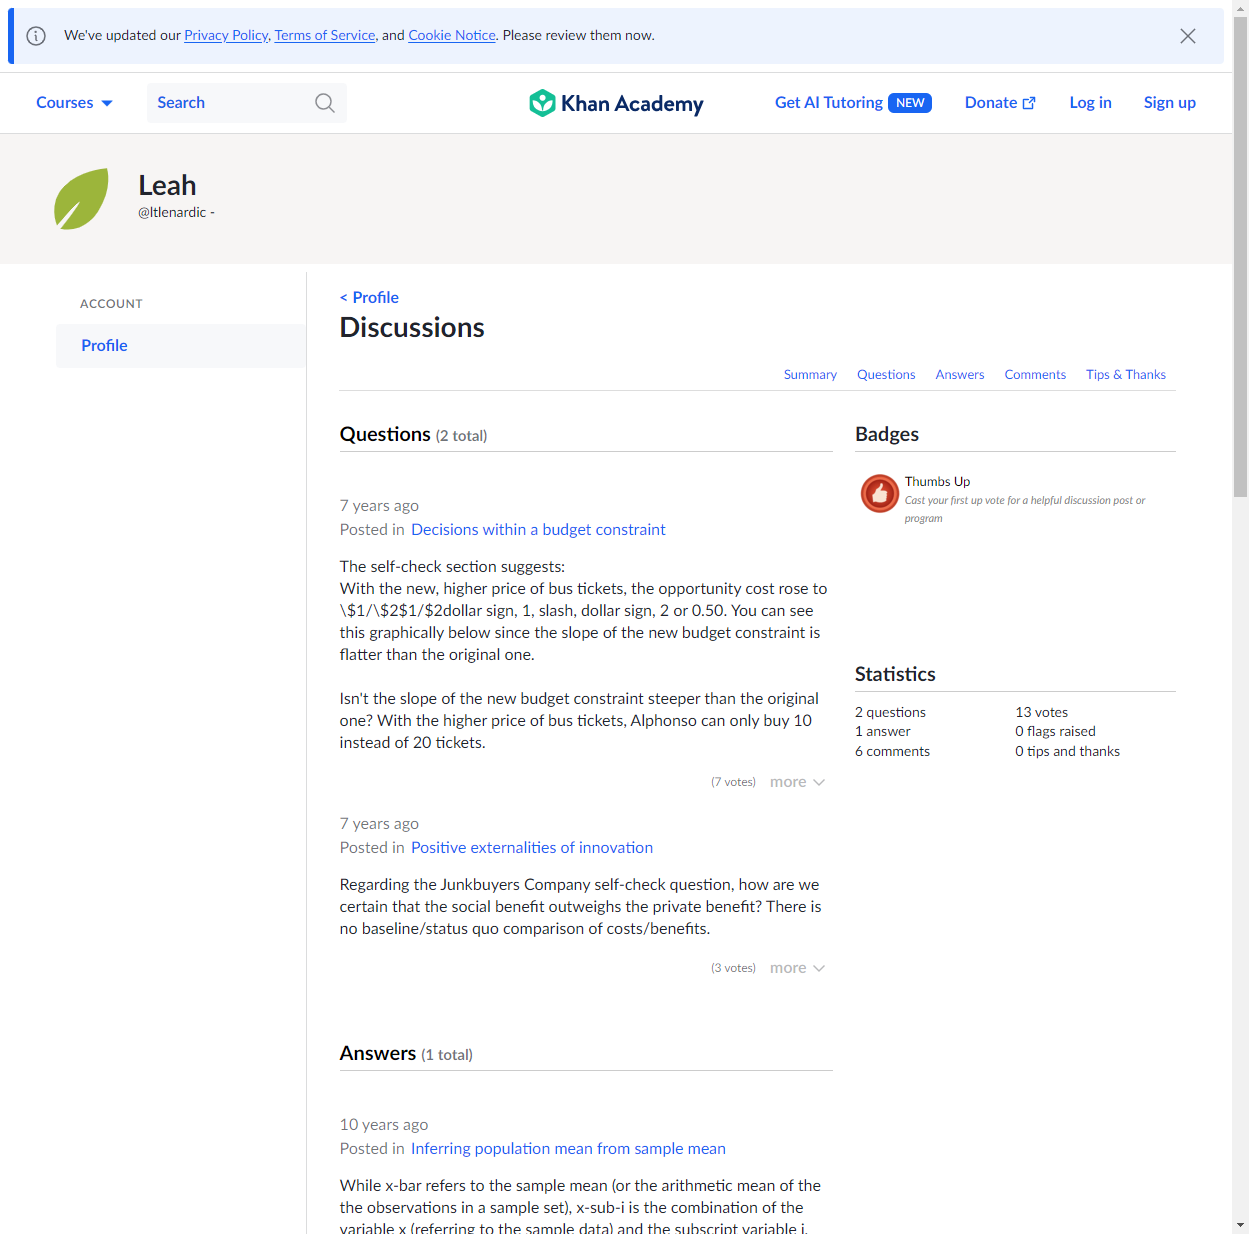 We've updated our Privacy Policy, Terms of Service, and Cookie Notice. Please review them now.
Courses
Search
Khan Academy
Get AI Tutoring NEW
Donate
Log in
Sign up
Leah
@ltlenardic -
ACCOUNT
Profile
< Profile
Discussions
Summary
Questions
Answers
Comments
Tips & Thanks
Questions (2 total)
7 years ago
Posted in Decisions within a budget constraint
The self-check section suggests:
With the new, higher price of bus tickets, the opportunity cost rose to
\$1/\$2$1/$2dollar sign, 1, slash, dollar sign, 2 or 0.50. You can see
this graphically below since the slope of the new budget constraint is
flatter than the original one.
Isn't the slope of the new budget constraint steeper than the original
one? With the higher price of bus tickets, Alphonso can only buy 10
instead of 20 tickets.
(7 votes) more
7 years ago
Posted in Positive externalities of innovation
Regarding the Junkbuyers Company self-check question, how are we
certain that the social benefit outweighs the private benefit? There is
no baseline/status quo comparison of costs/benefits.
(3 votes) more
Answers (1 total)
10 years ago
Posted in Inferring population mean from sample mean
While x-bar refers to the sample mean (or the arithmetic mean of the
the observations in a sample set), x-sub-i is the combination of the
variable x (referring to the sample data) and the subscript variable i.
Badges
Thumbs Up
Cast your first up vote for a helpful discussion post or
program
Statistics
2 questions
1 answer
6 comments
13 votes
0 flags raised
0 tips and thanks